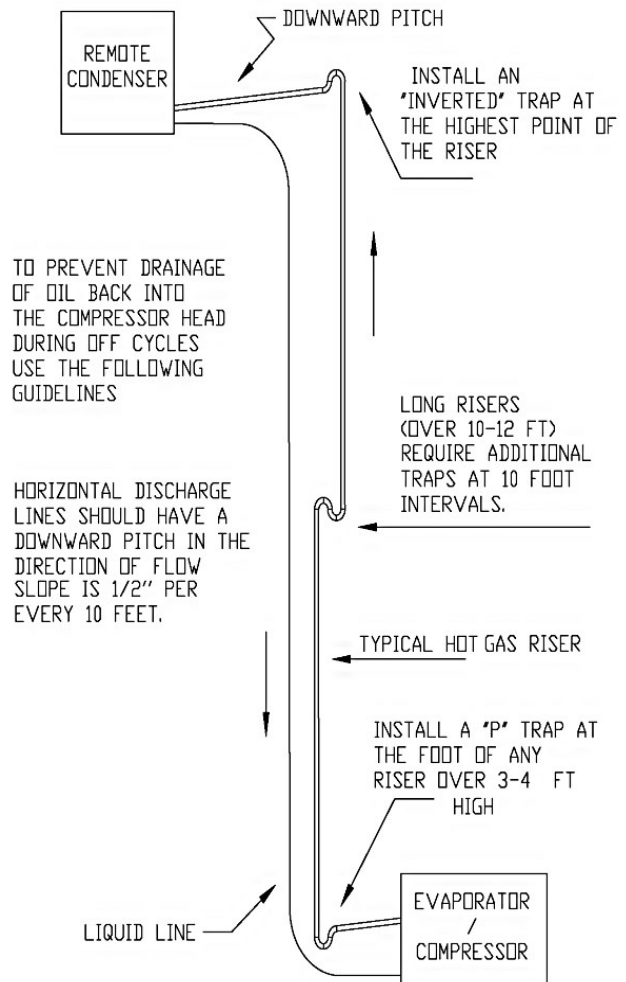 DOWNWARD PITCH
REMOTE
CONDENSER
INSTALL AN
"INVERTED" TRAP AT
THE HIGHEST POINT OF
THE RISER
TO PREVENT DRAINAGE
OF OIL BACK INTO
THE COMPRESSOR HEAD
DURING OFF CYCLES
USE THE FOLLOWING
GUIDELINES
LONG RISERS
(OVER 10-12 FT)
REQUIRE ADDITIONAL
TRAPS AT 10 FOOT
INTERVALS.
HORIZONTAL DISCHARGE
LINES SHOULD HAVE A
DOWNWARD PITCH IN THE
DIRECTION OF FLOW
SLOPE IS 1/2" PER
EVERY 10 FEET.
TYPICAL HOT GAS RISER
INSTALL A "P" TRAP AT
THE FOOT OF ANY
RISER OVER 3-4 FT
HIGH
EVAPORATOR
/
COMPRESSOR
LIQUID LINE